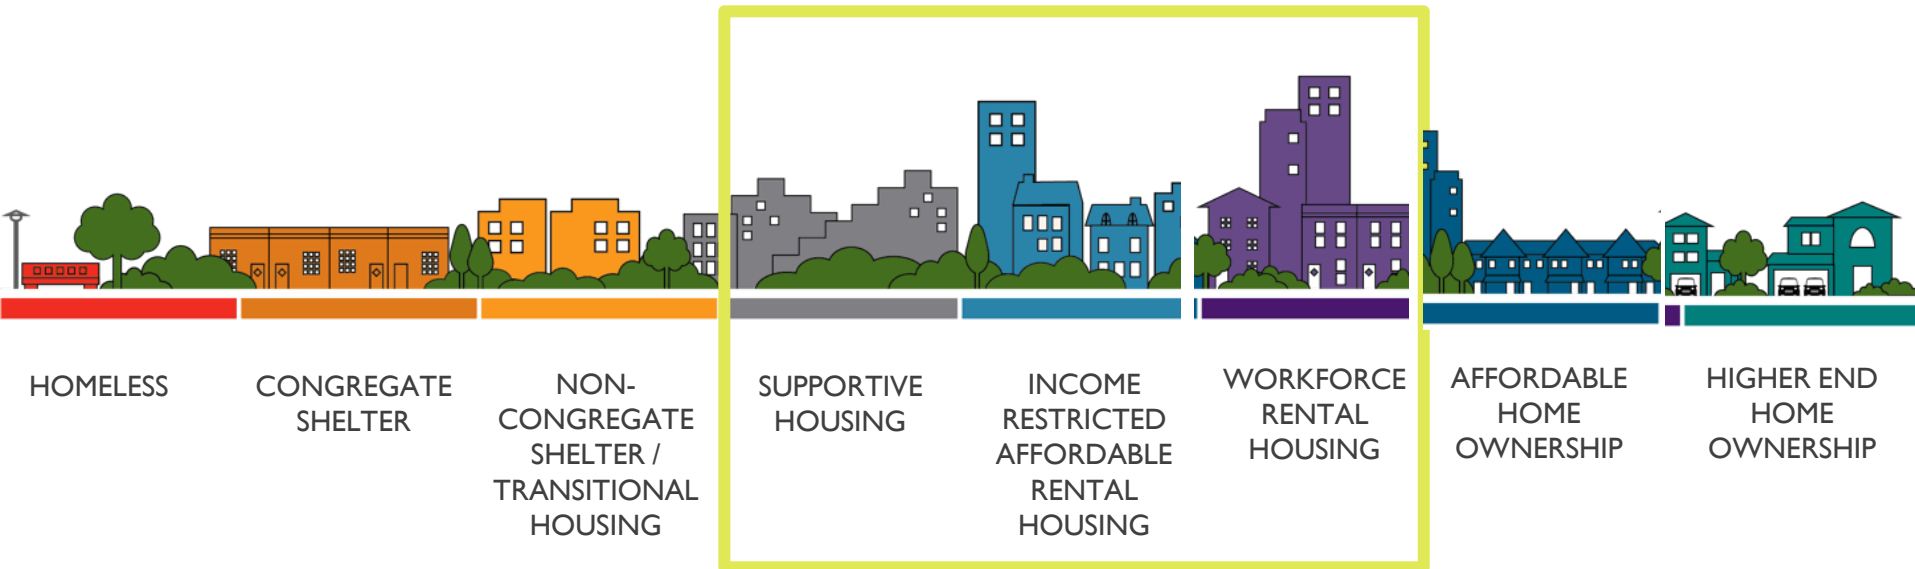 HOMELESS
CONGREGATE
SHELTER
NON-
CONGREGATE
SHELTER /
TRANSITIONAL
HOUSING
SUPPORTIVE
HOUSING
INCOME
RESTRICTED
AFFORDABLE
RENTAL
HOUSING
WORKFORCE
RENTAL
HOUSING
AFFORDABLE
HOME
OWNERSHIP
HIGHER END
HOME
OWNERSHIP